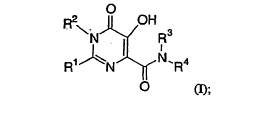 R² O OH
N R³
R¹ N N R⁴
O
(I);